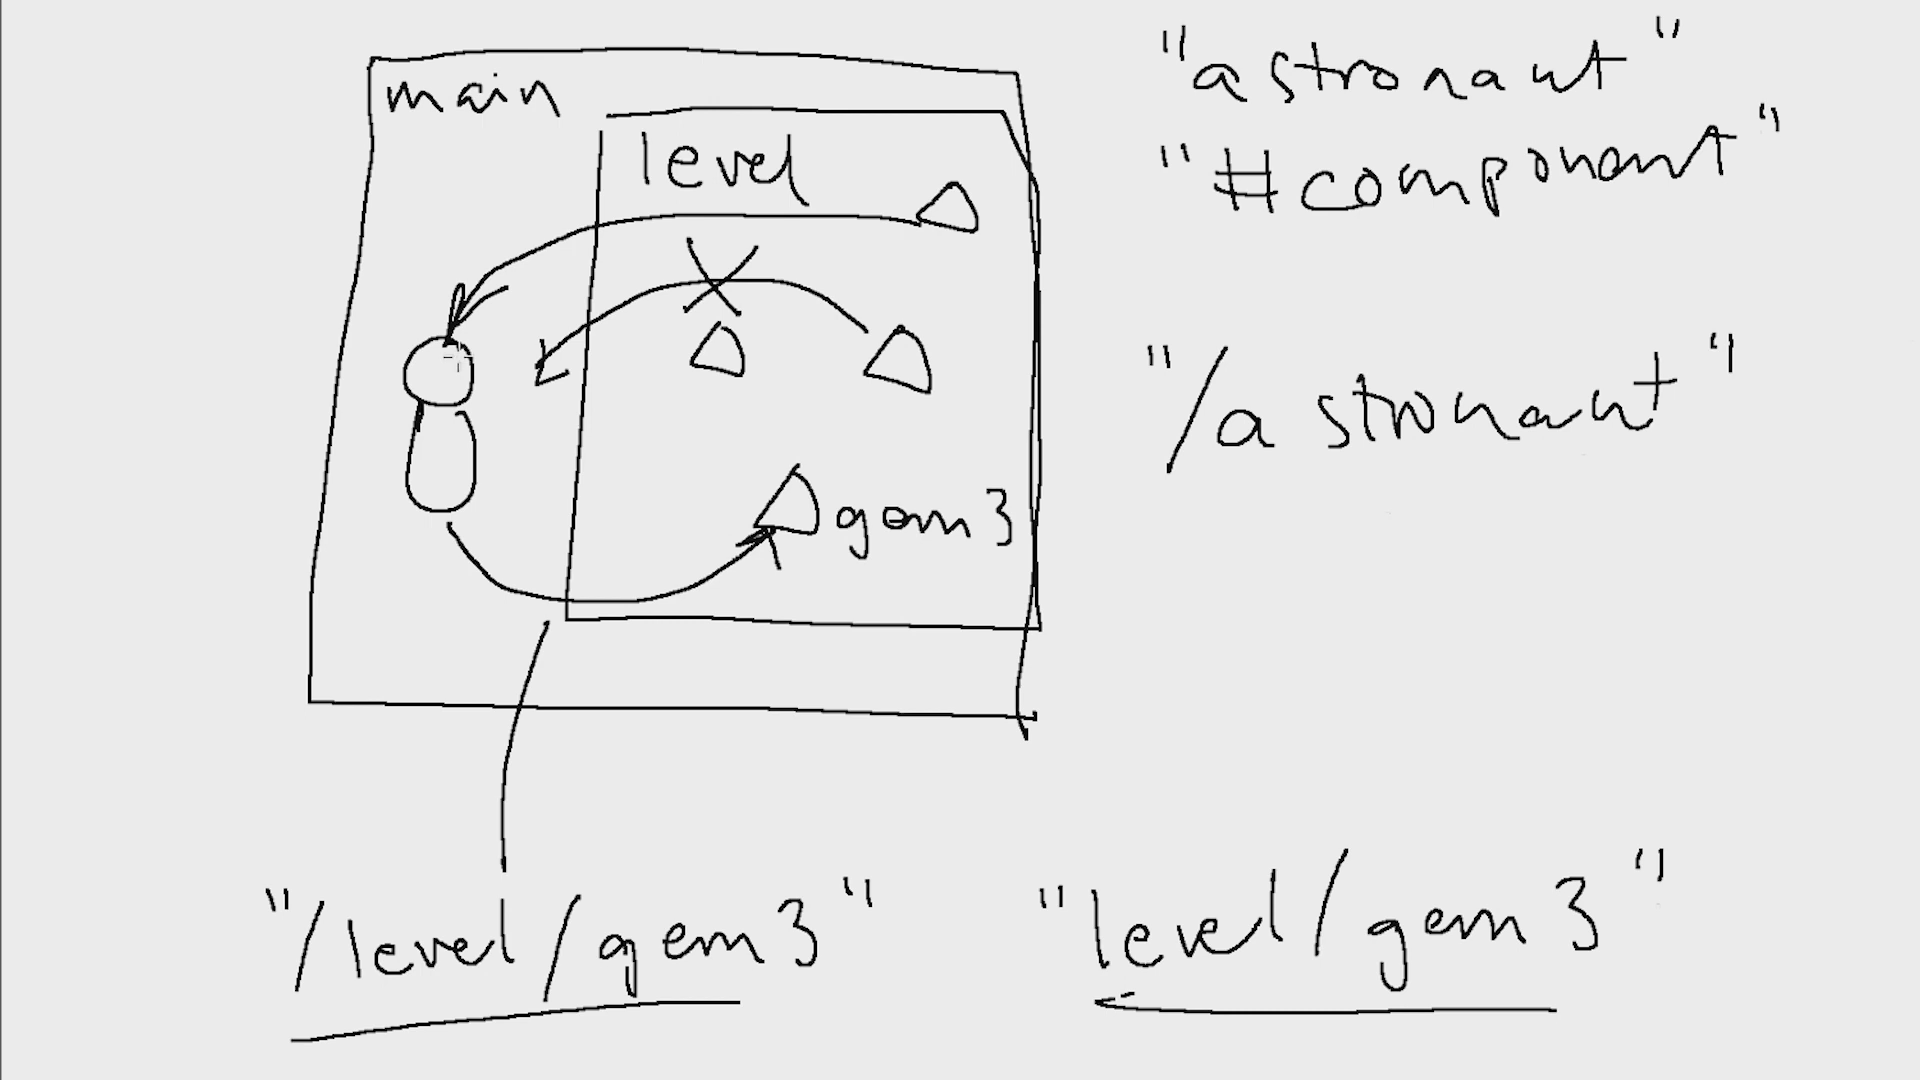 main
level
gem3
"astronaut"
"#component"
"/astronaut"
"/level/gem3"
"level/gem3"